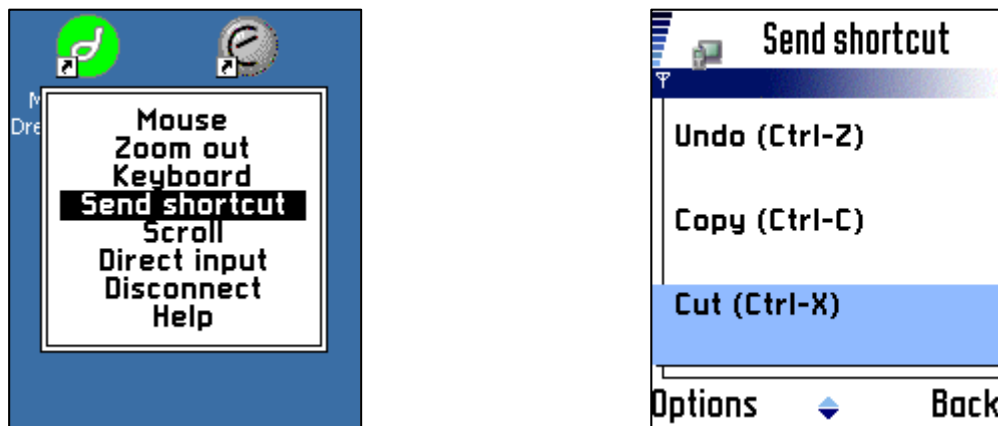 Mouse
Zoom out
Keyboard
Send shortcut
Scroll
Direct input
Disconnect
Help
Send shortcut
Undo (Ctrl-Z)
Copy (Ctrl-C)
Cut (Ctrl-X)
Options Back